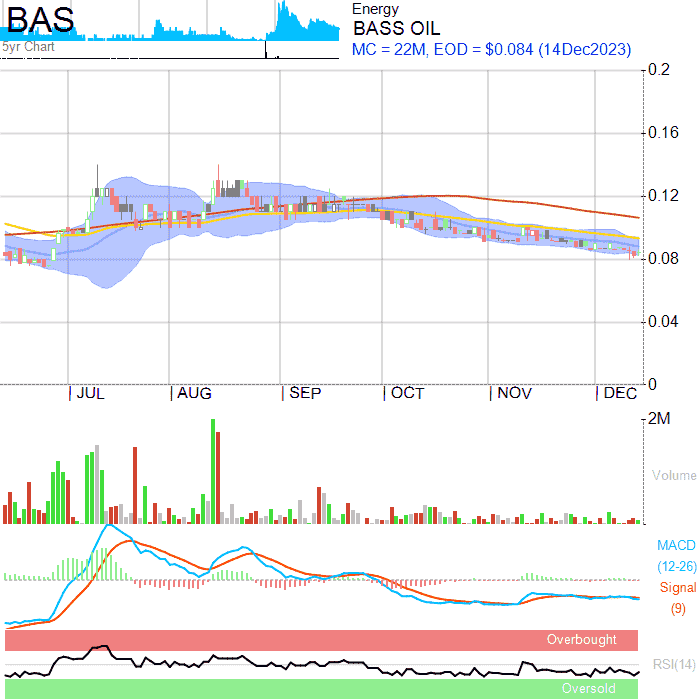 BAS
5yr Chart
Energy
BASS OIL
MC = 22M, EOD = $0.084 (14Dec2023)
0.2
0.16
0.12
0.08
0.04
0
JUL AUG SEP OCT NOV DEC
2M
Volume
MACD
(12-26)
Signal
(9)
Overbought
RSI(14)
Oversold